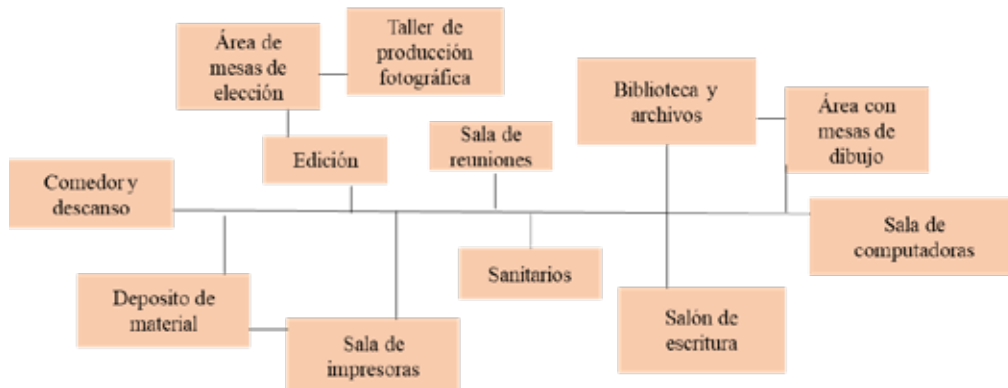 Área de
mesas de
elección
Taller de
producción
fotográfica
Biblioteca y
archivos
Área con
mesas de
dibujo
Edición
Sala de
reuniones
Comedor y
descanso
Sala de
computadoras
Deposito de
material
Sanitarios
Sala de
impresoras
Salón de
escritura